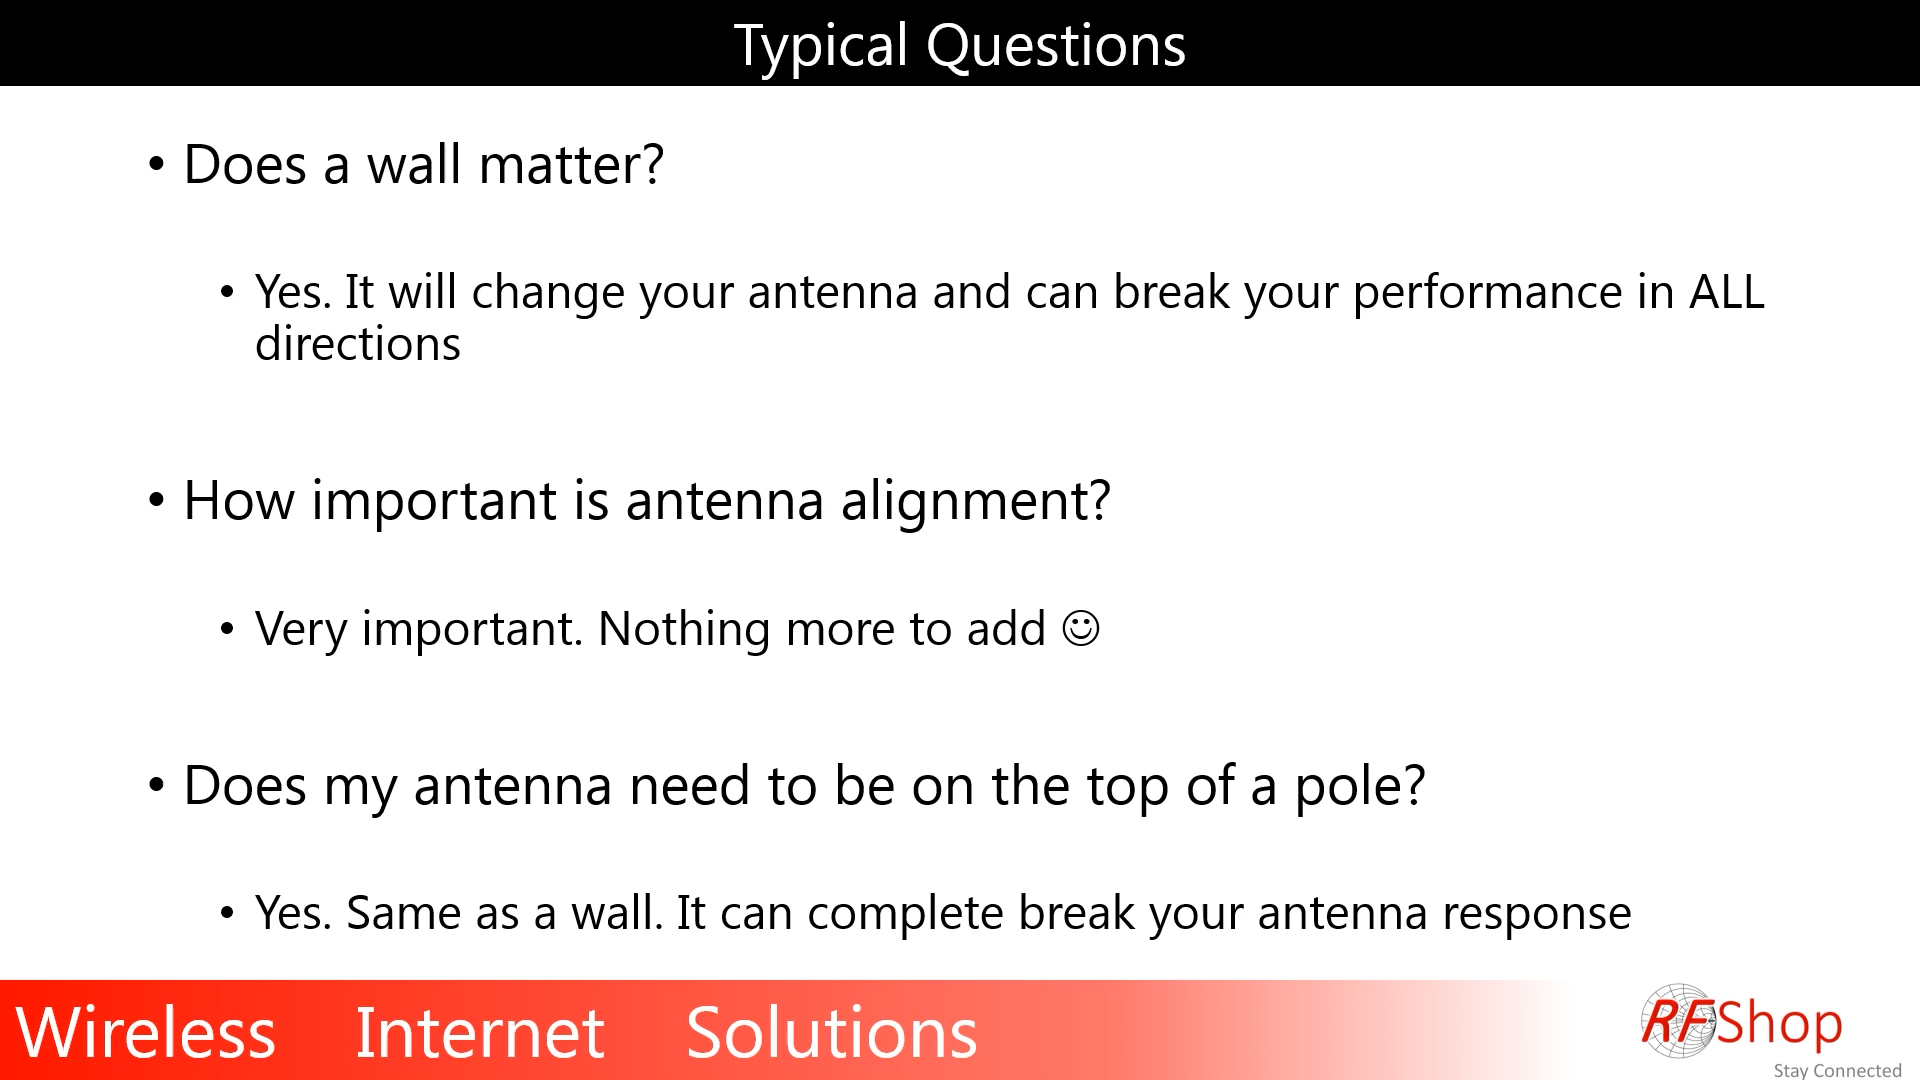 Typical Questions
• Does a wall matter?
• Yes. It will change your antenna and can break your performance in ALL
directions
• How important is antenna alignment?
• Very important. Nothing more to add ☺
• Does my antenna need to be on the top of a pole?
• Yes. Same as a wall. It can complete break your antenna response
Wireless Internet Solutions
RFShop
Stay Connected